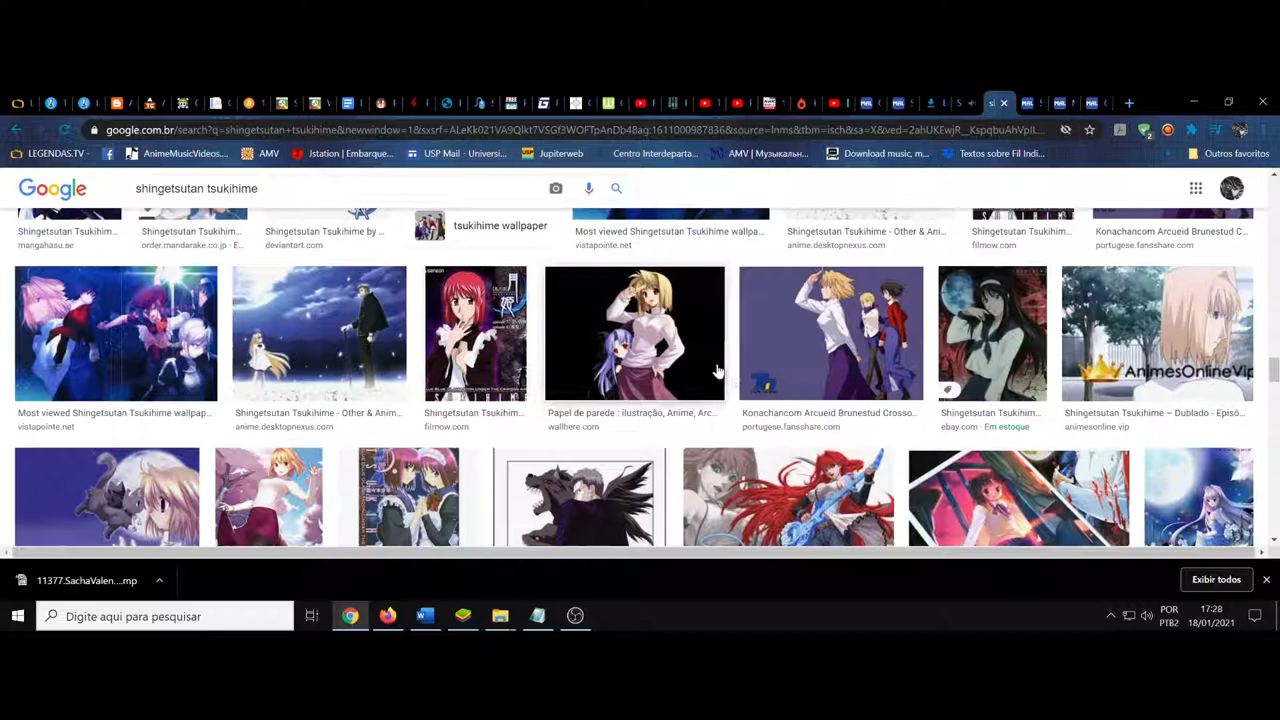 google.com.br/search?q=shingetsutan+tsukihime&newwindow=1&sxsrf=ALeKk021VA9Qlkt7VSGf3WOFTpAnDb48ag:1611000987836&source=lnms&tbm=isch&sa=X&ved=2ahUKEwjR__KspqbuAhVpIL...
LEGENDAS.TV
AnimeMusicVideos...
AMV
Jstation | Embarque...
USP Mail - Universi...
Jupiterweb
Centro Interdeparta...
AMV | Музыкальн...
Download music, m...
Textos sobre Fil Indi...
Outros favoritos
Google
shingetsutan tsukihime
Shingetsutan Tsukihim...
Shingetsutan Tsukihim...
Shingetsutan Tsukihime by ...
tsukihime wallpaper
Most viewed Shingetsutan Tsukihime wallpa...
Shingetsutan Tsukihime - Other & Ani...
Shingetsutan Tsukihime...
Konachancom Arcueid Brunestud C...
mangahasu.se
order.mandarake.co.jp - E...
deviantart.com
vistapointe.net
anime.desktopnexus.com
filmow.com
portugese.fansshare.com
月姫
AnimesOnlineVip
Most viewed Shingetsutan Tsukihime wallpap...
Shingetsutan Tsukihime - Other & Anim...
Shingetsutan Tsukihime...
Papel de parede : ilustração, Anime, Arc...
Konachancom Arcueid Brunestud Crosso...
Shingetsutan Tsukihime...
Shingetsutan Tsukihime – Dublado - Episó...
vistapointe.net
anime.desktopnexus.com
filmow.com
wallhere.com
portugese.fansshare.com
ebay.com - Em estoque
animesonline.vip
11377.SachaValen....mp
Exibir todos
Digite aqui para pesquisar
POR
PTB2
17:28
18/01/2021